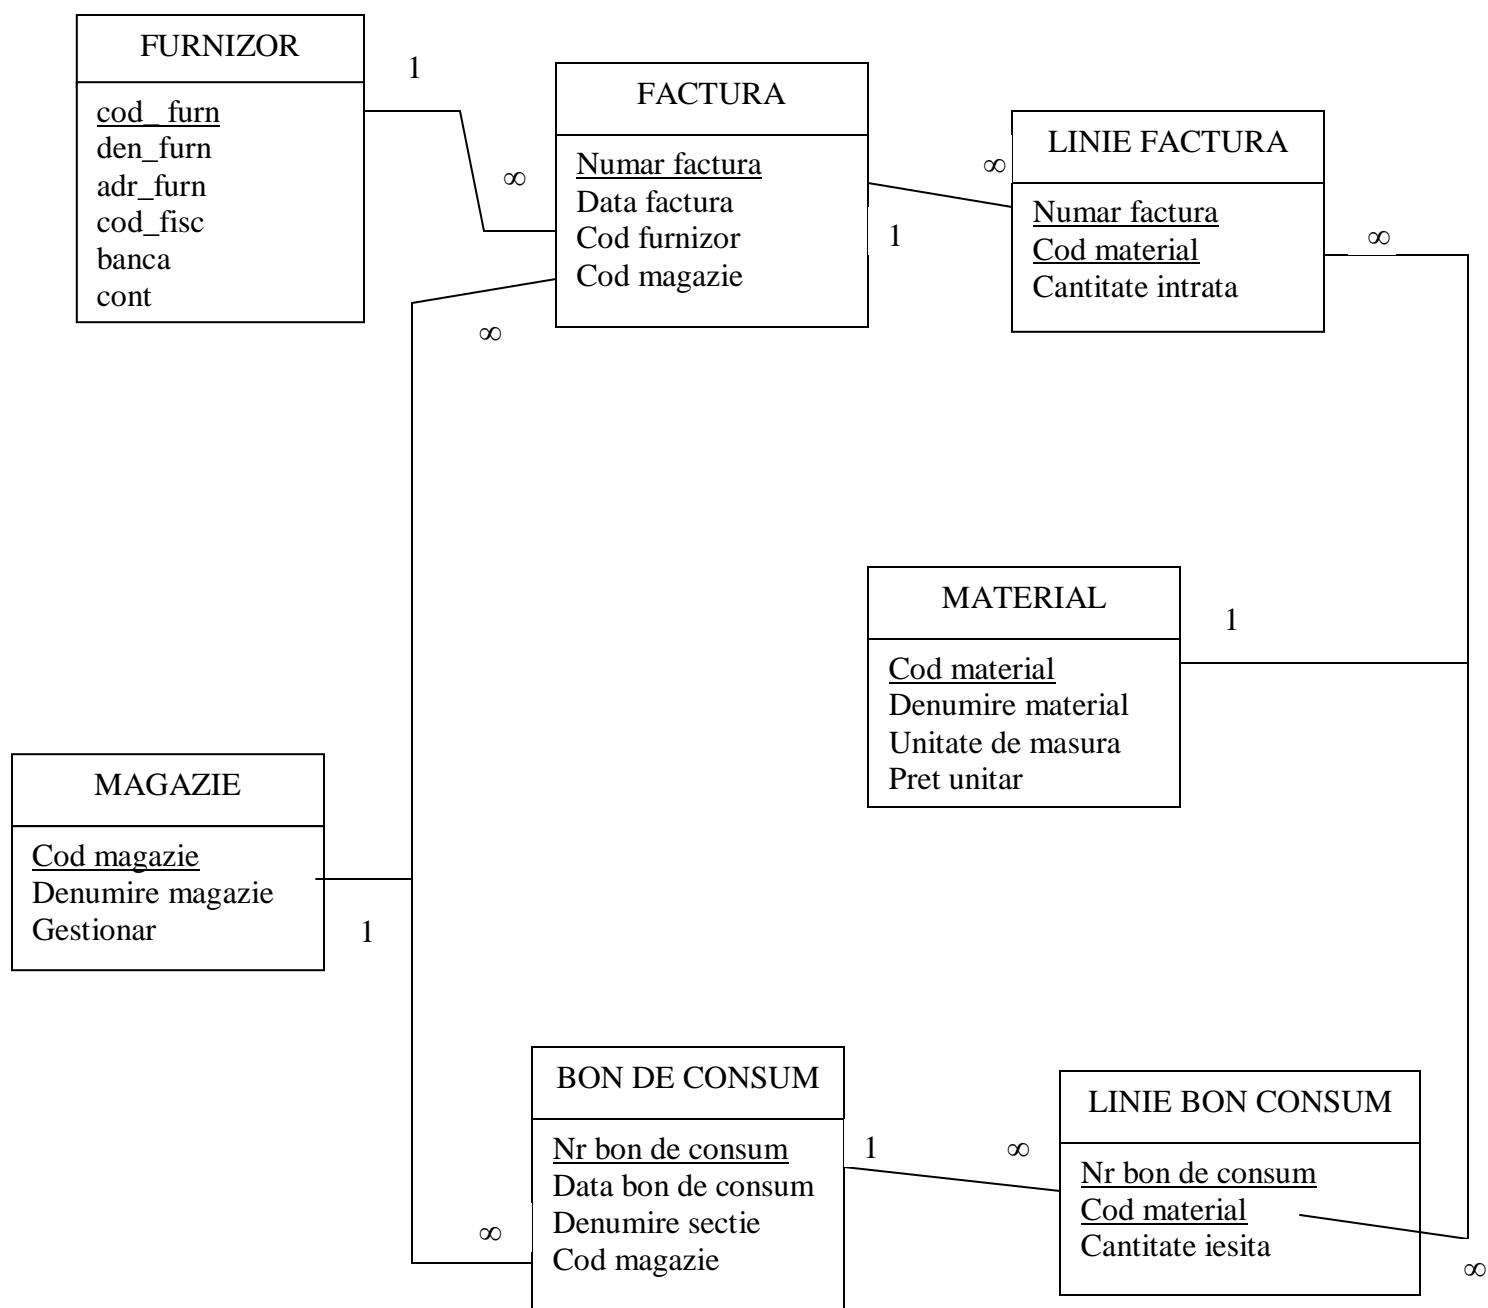 FURNIZOR
cod_ furn
den_furn
adr_furn
cod_fisc
banca
cont
1
∞
FACTURA
Numar factura
Data factura
Cod furnizor
Cod magazie
∞
1
∞
LINIE FACTURA
Numar factura
Cod material
Cantitate intrata
∞
MATERIAL
Cod material
Denumire material
Unitate de masura
Pret unitar
1
MAGAZIE
Cod magazie
Denumire magazie
Gestionar
1
BON DE CONSUM
Nr bon de consum
Data bon de consum
Denumire sectie
Cod magazie
∞
1
∞
LINIE BON CONSUM
Nr bon de consum
Cod material
Cantitate iesita
∞